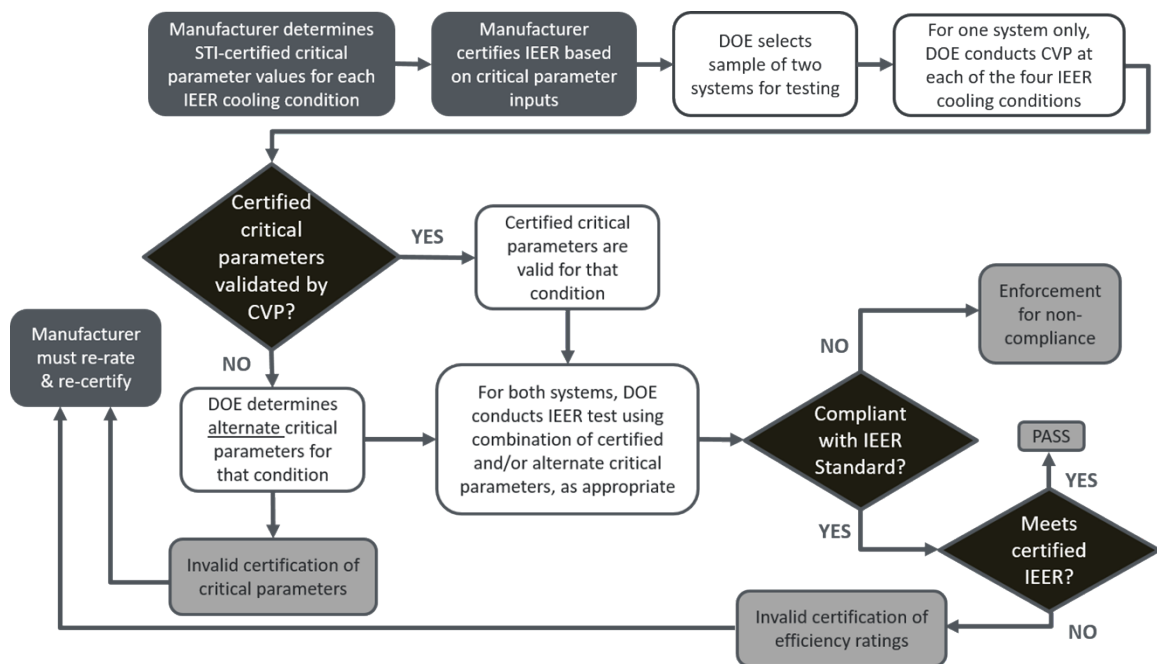 Manufacturer determines
STI-certified critical
parameter values for each
IEER cooling condition
Manufacturer
certifies IEER based
on critical parameter
inputs
DOE selects
sample of two
systems for testing
For one system only,
DOE conducts CVP at
each of the four IEER
cooling conditions
Certified
critical
parameters
validated by
CVP?
YES
Certified critical
parameters are
valid for that
condition
NO
DOE determines
alternate critical
parameters for
that condition
Invalid certification of
critical parameters
Manufacturer
must re-rate
& re-certify
For both systems, DOE
conducts IEER test using
combination of certified
and/or alternate critical
parameters, as appropriate
Compliant
with IEER
Standard?
NO
Enforcement
for non-
compliance
YES
Meets
certified
IEER?
YES
PASS
NO
Invalid certification of
efficiency ratings